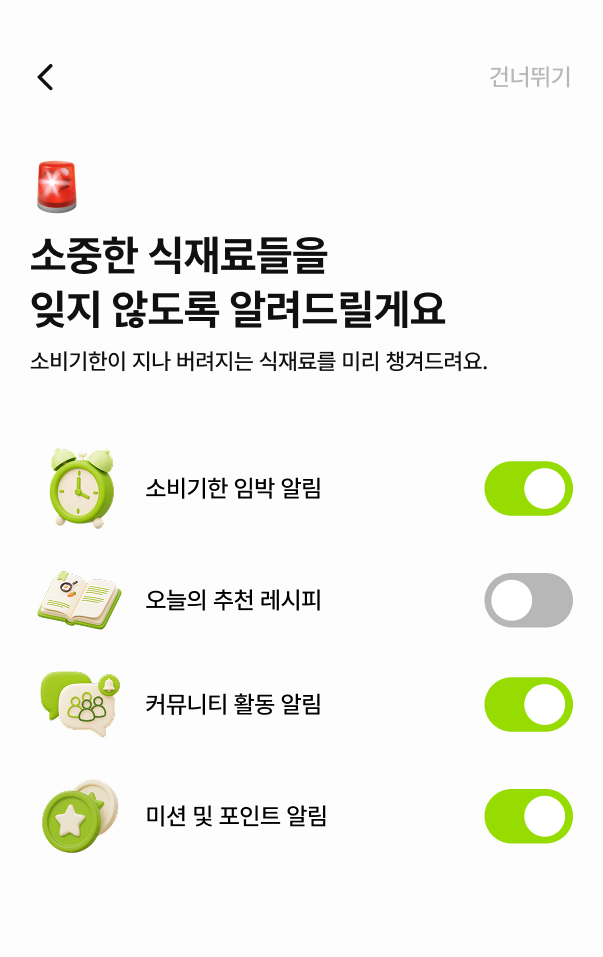 건너뛰기
소중한 식재료들을
잊지 않도록 알려드릴게요
소비기한이 지나 버려지는 식재료를 미리 챙겨드려요.
소비기한 임박 알림
오늘의 추천 레시피
커뮤니티 활동 알림
미션 및 포인트 알림